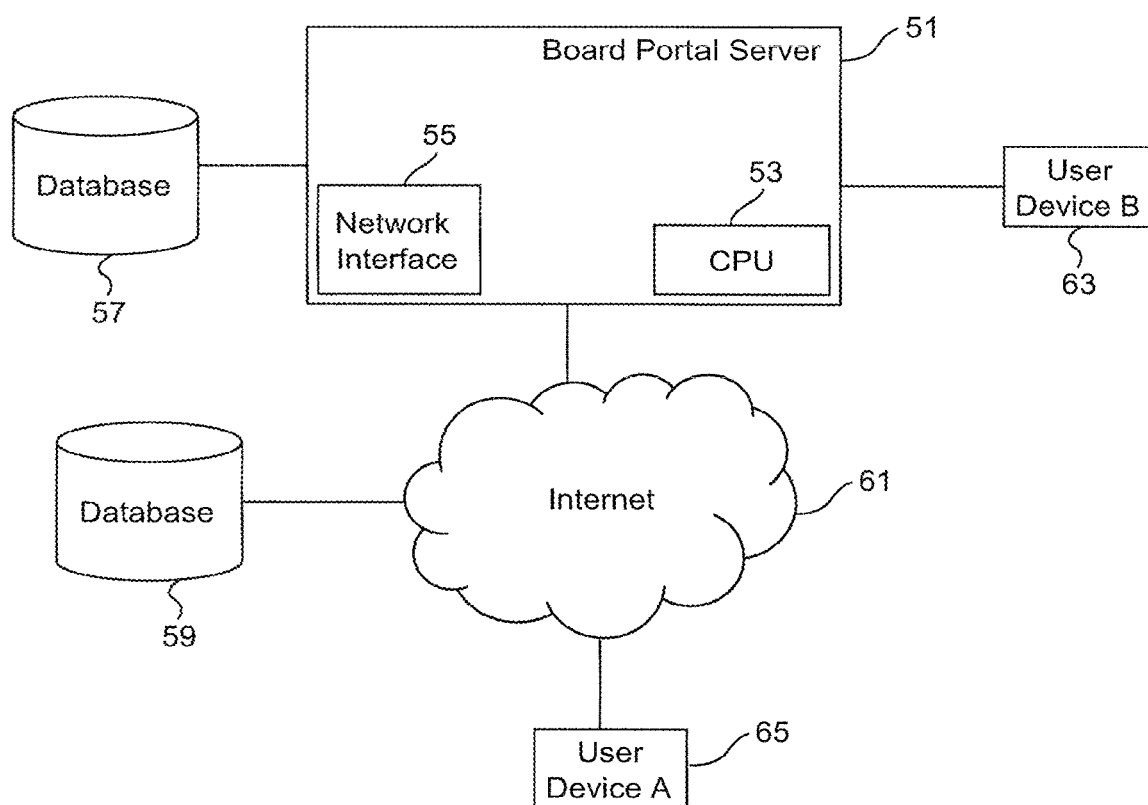 Board Portal Server
51
Database
57
55
Network
Interface
53
CPU
User
Device B
63
Database
59
Internet
61
User
Device A
65